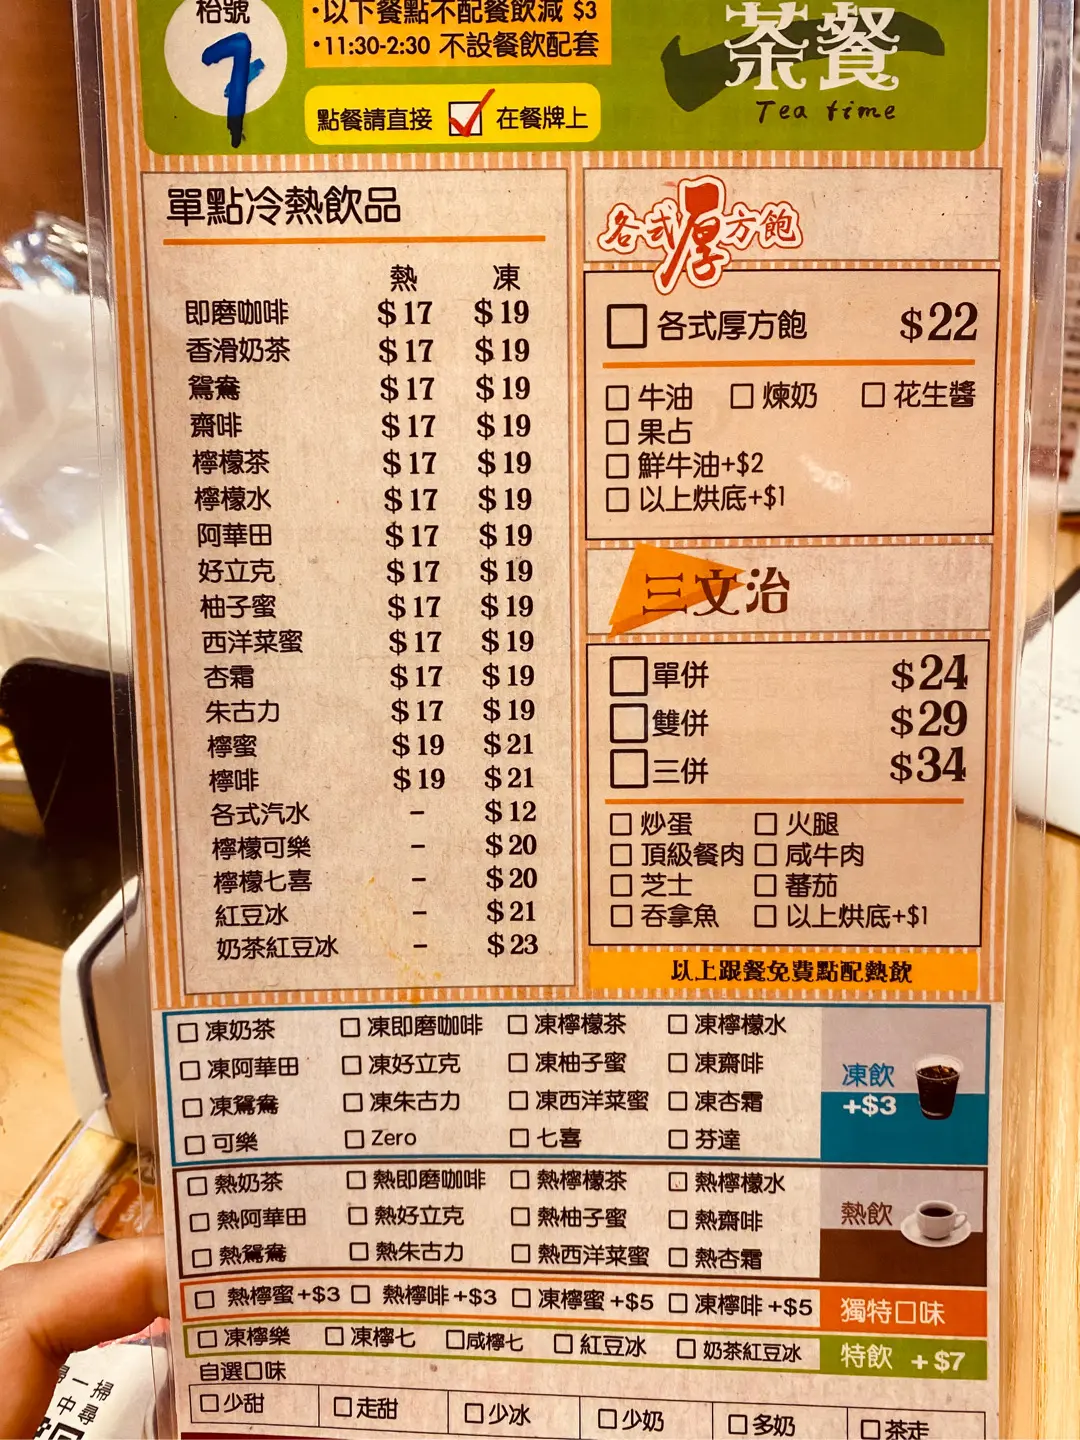 枱號
7
·以下餐點不配餐飲減 $3
·11:30-2:30 不設餐飲配套
點餐請直接 在餐牌上
茶餐
Tea time
單點冷熱飲品
熱 凍
即磨咖啡 $17 $19
香滑奶茶 $17 $19
鴛鴦 $17 $19
齋啡 $17 $19
檸檬茶 $17 $19
檸檬水 $17 $19
阿華田 $17 $19
好立克 $17 $19
柚子蜜 $17 $19
西洋菜蜜 $17 $19
杏霜 $17 $19
朱古力 $17 $19
檸蜜 $19 $21
檸啡 $19 $21
各式汽水 – $12
檸檬可樂 – $20
檸檬七喜 – $20
紅豆冰 – $21
奶茶紅豆冰 – $23
各式厚方飽
各式厚方飽 $22
牛油 煉奶 花生醬
果占
鮮牛油+$2
以上烘底+$1
三文治
單併 $24
雙併 $29
三併 $34
炒蛋 火腿
頂級餐肉 咸牛肉
芝士 蕃茄
吞拿魚 以上烘底+$1
以上跟餐免費點配熱飲
凍奶茶 凍即磨咖啡 凍檸檬茶 凍檸檬水
凍阿華田 凍好立克 凍柚子蜜 凍齋啡
凍鴛鴦 凍朱古力 凍西洋菜蜜 凍杏霜
可樂 Zero 七喜 芬達
凍飲
+$3
熱奶茶 熱即磨咖啡 熱檸檬茶 熱檸檬水
熱阿華田 熱好立克 熱柚子蜜 熱齋啡
熱鴛鴦 熱朱古力 熱西洋菜蜜 熱杏霜
熱飲
熱檸蜜+$3 熱檸啡+$3 凍檸蜜+$5 凍檸啡+$5 獨特口味
凍檸樂 凍檸七 咸檸七 紅豆冰 奶茶紅豆冰 特飲 +$7
自選口味
少甜 走甜 少冰 少奶 多奶 茶走